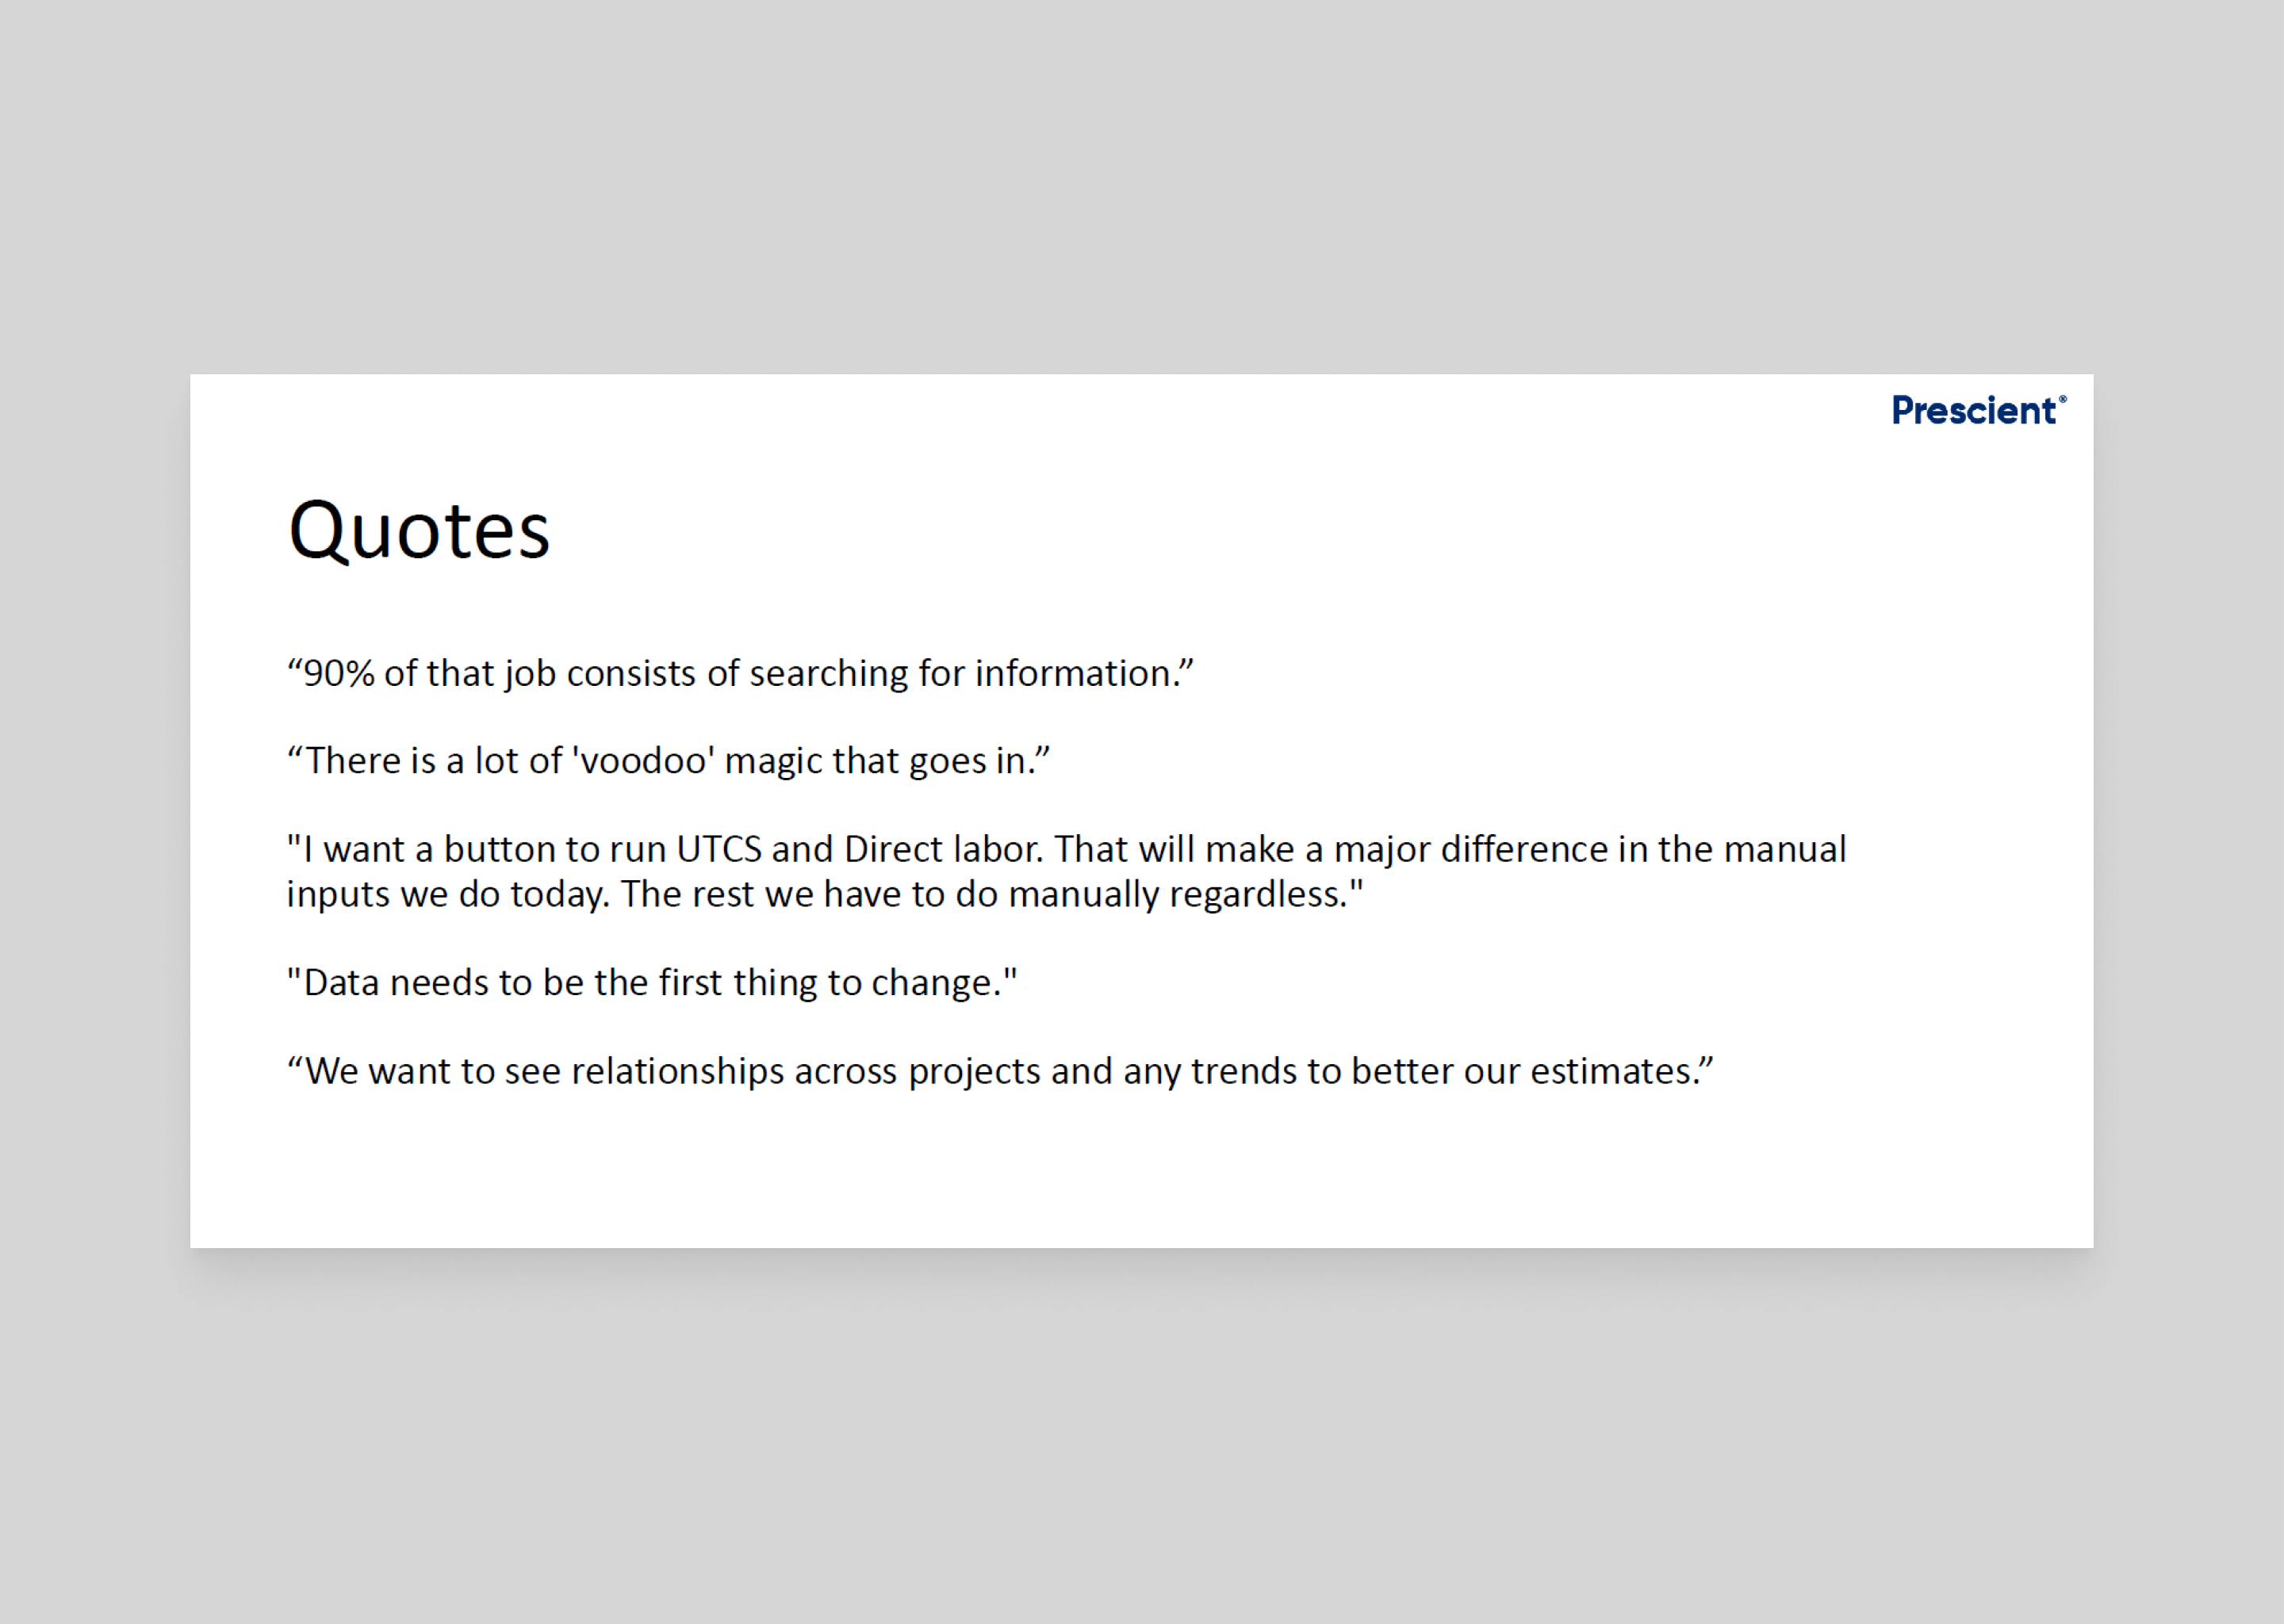 Prescient®
Quotes
“90% of that job consists of searching for information.”
“There is a lot of 'voodoo' magic that goes in.”
"I want a button to run UTCS and Direct labor. That will make a major difference in the manual
inputs we do today. The rest we have to do manually regardless."
"Data needs to be the first thing to change."
“We want to see relationships across projects and any trends to better our estimates.”